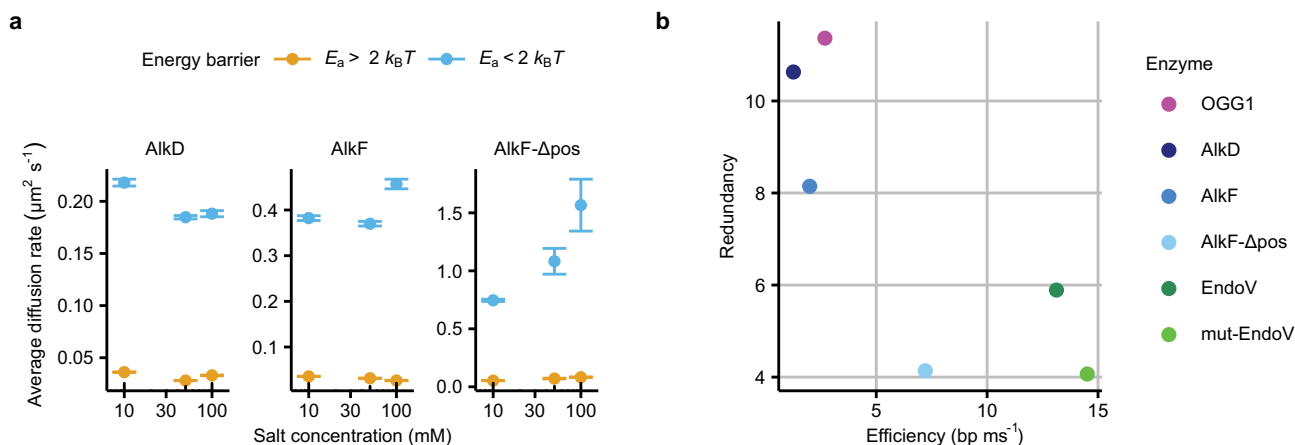 a
Energy barrier
Eₐ > 2 k_BT
Eₐ < 2 k_BT
AlkD
AlkF
AlkF-Δpos
Average diffusion rate (μm² s⁻¹)
0.20
0.15
0.10
0.05
0.4
0.3
0.2
0.1
1.5
1.0
0.5
0.0
10 30 100
10 30 100
10 30 100
Salt concentration (mM)
b
Redundancy
10
8
6
4
5 10 15
Efficiency (bp ms⁻¹)
Enzyme
OGG1
AlkD
AlkF
AlkF-Δpos
EndoV
mut-EndoV